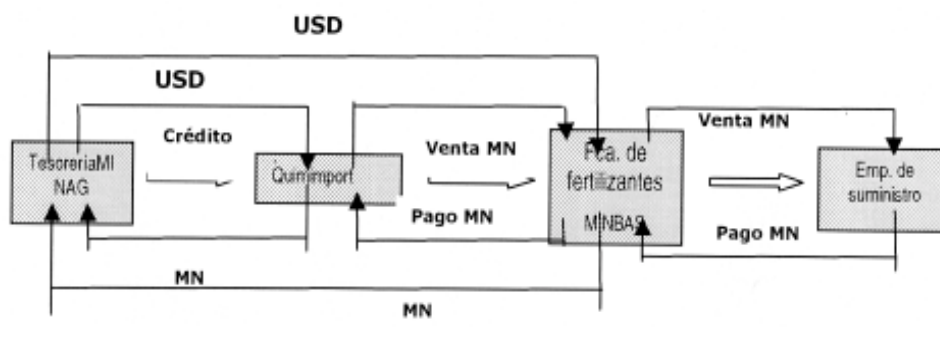 USD
USD
Crédito
Venta MN
Venta MN
TesoreriaMI
NAG
Quimimport
Fca. de
fertilizantes
MINBAS
Emp. de
suministro
Pago MN
Pago MN
MN
MN